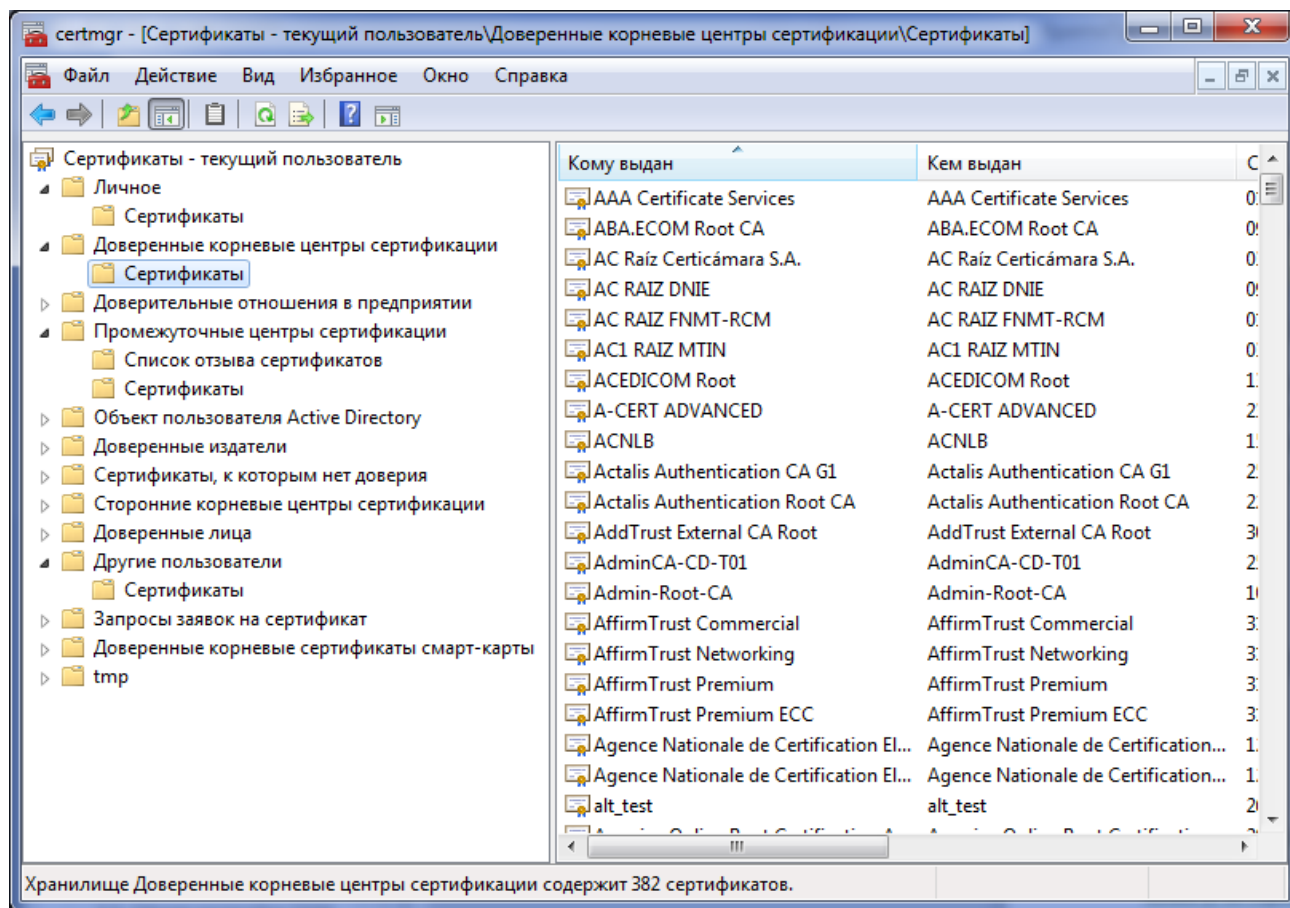 certmgr - [Сертификаты - текущий пользователь\Доверенные корневые центры сертификации\Сертификаты]
Файл Действие Вид Избранное Окно Справка
Сертификаты - текущий пользователь
Личное
Сертификаты
Доверенные корневые центры сертификации
Сертификаты
Доверительные отношения в предприятии
Промежуточные центры сертификации
Список отзыва сертификатов
Сертификаты
Объект пользователя Active Directory
Доверенные издатели
Сертификаты, к которым нет доверия
Сторонние корневые центры сертификации
Доверенные лица
Другие пользователи
Сертификаты
Запросы заявок на сертификат
Доверенные корневые сертификаты смарт-карты
tmp
Кому выдан Кем выдан С
AAA Certificate Services AAA Certificate Services
ABA.ECOM Root CA ABA.ECOM Root CA
AC Raíz Certicámara S.A. AC Raíz Certicámara S.A.
AC RAIZ DNIE AC RAIZ DNIE
AC RAIZ FNMT-RCM AC RAIZ FNMT-RCM
AC1 RAIZ MTIN AC1 RAIZ MTIN
ACEDICOM Root ACEDICOM Root
A-CERT ADVANCED A-CERT ADVANCED
ACNLB ACNLB
Actalis Authentication CA G1 Actalis Authentication CA G1
Actalis Authentication Root CA Actalis Authentication Root CA
AddTrust External CA Root AddTrust External CA Root
AdminCA-CD-T01 AdminCA-CD-T01
Admin-Root-CA Admin-Root-CA
AffirmTrust Commercial AffirmTrust Commercial
AffirmTrust Networking AffirmTrust Networking
AffirmTrust Premium AffirmTrust Premium
AffirmTrust Premium ECC AffirmTrust Premium ECC
Agence Nationale de Certification El... Agence Nationale de Certification...
Agence Nationale de Certification El... Agence Nationale de Certification...
alt_test alt_test
Хранилище Доверенные корневые центры сертификации содержит 382 сертификатов.